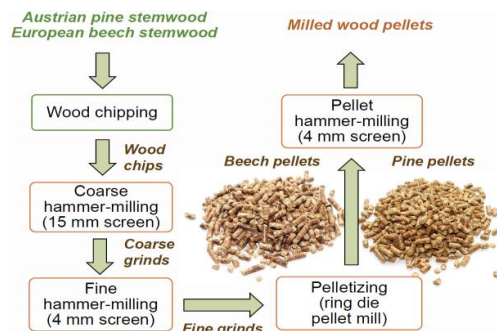 Austrian pine stemwood
European beech stemwood
Wood chipping
Wood
chips
Coarse
hammer-milling
(15 mm screen)
Coarse
grinds
Fine
hammer-milling
(4 mm screen)
Fine grinds
Pelletizing
(ring die
pellet mill)
Beech pellets
Pine pellets
Pellet
hammer-milling
(4 mm screen)
Milled wood pellets